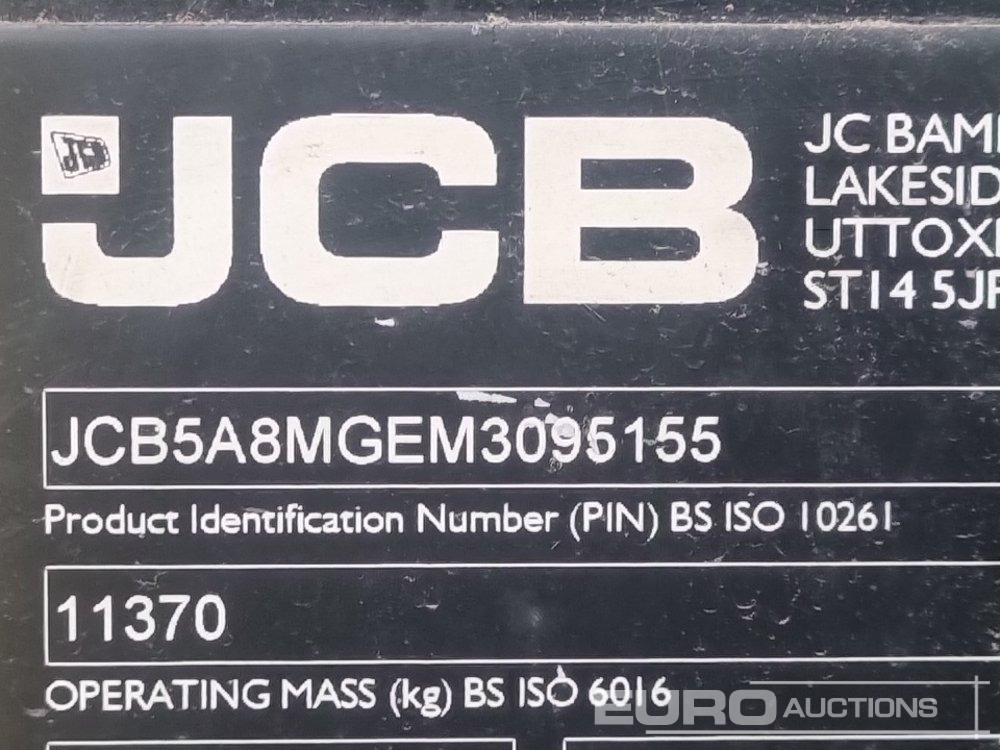 JCB
JCB
JC BAM
LAKESID
UTTOX
ST14 5J
JCB5A8MGEM3095155
Product Identification Number (PIN) BS ISO 10261
11370
OPERATING MASS (kg) BS ISO 6016
EURO AUCTIONS